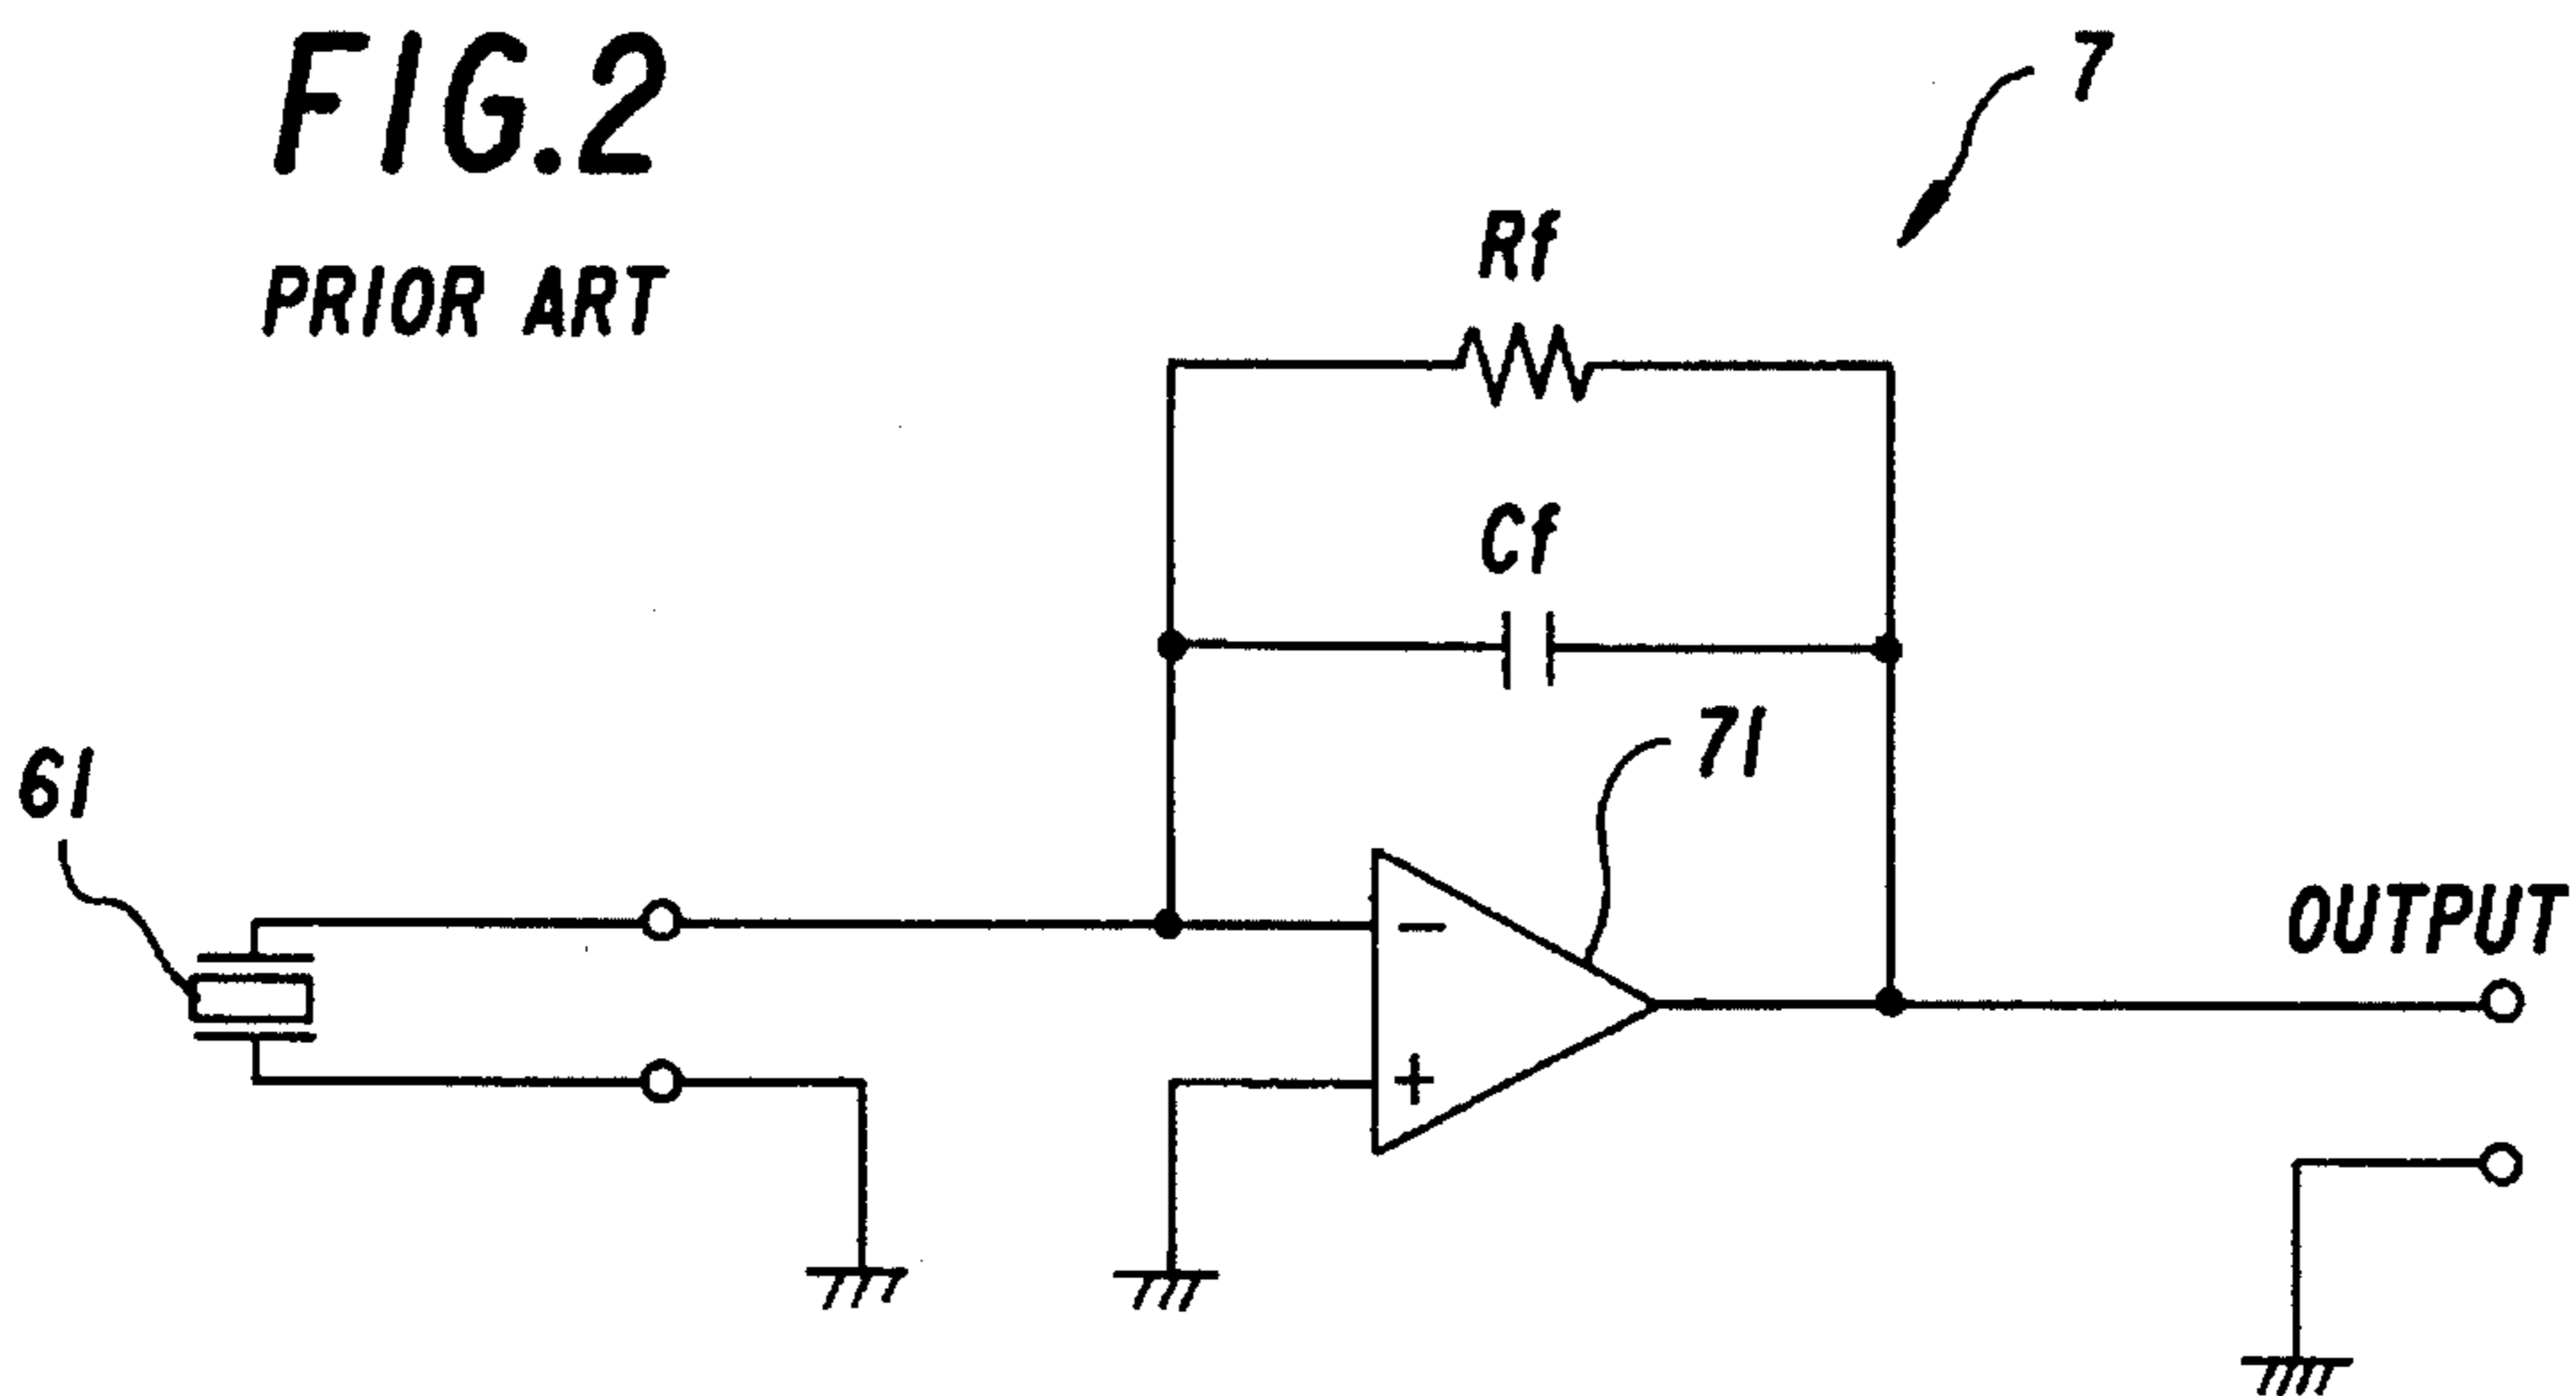 FIG.2
PRIOR ART
7
Rf
Cf
71
61
OUTPUT
−
+